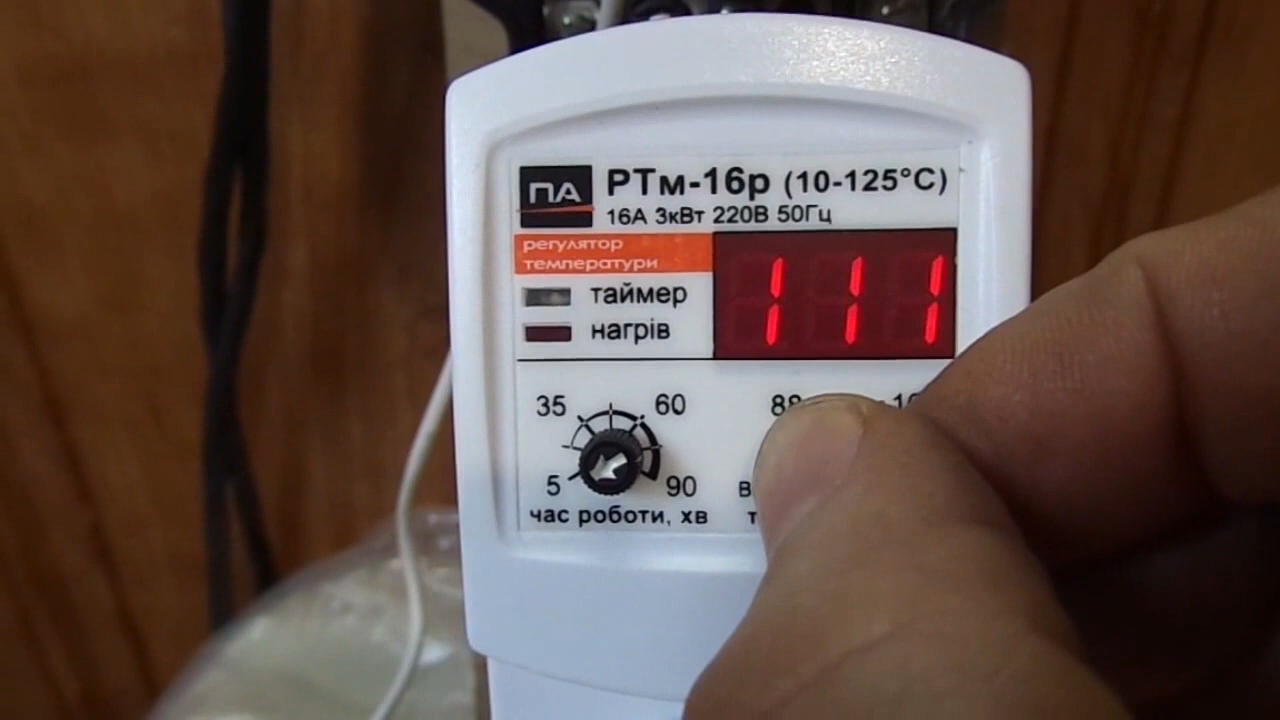 ПА
РТм-16р (10-125°C)
16А 3кВт 220В 50Гц
регулятор
температури
таймер
нагрів
111
35 60
5 90
час роботи, хв
88